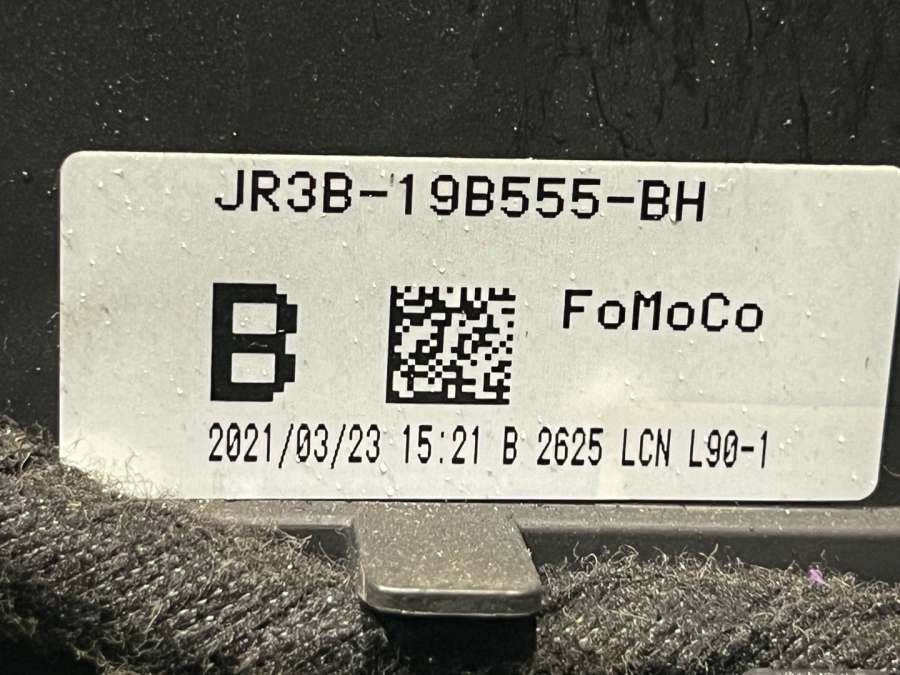 JR3B-19B555-BH
B
FoMoCo
2021/03/23 15:21 B 2625 LCN L90-1